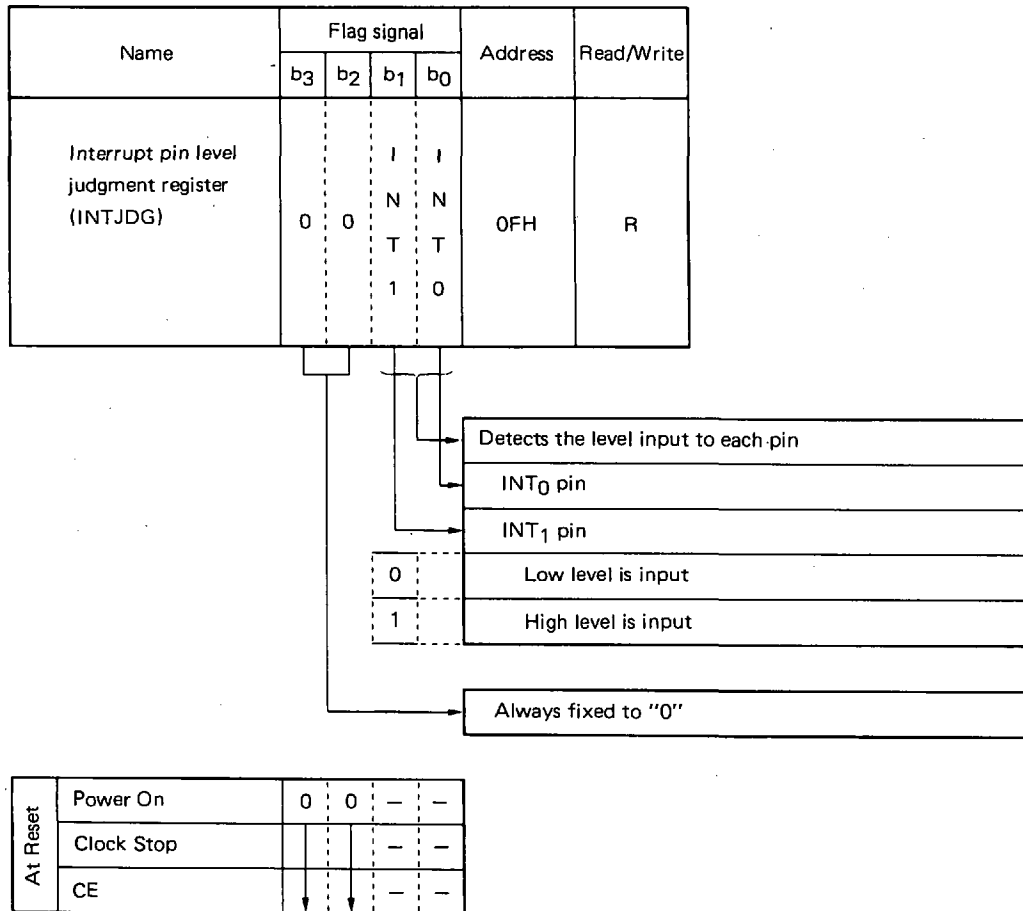 Name Flag signal Address Read/Write
b3 b2 b1 b0
Interrupt pin level
judgment register
(INTJDG)
0 0 INT1 INT0 0FH R
Detects the level input to each pin
INT0 pin
INT1 pin
0 Low level is input
1 High level is input
Always fixed to "0"
At Reset
Power On 0 0 – –
Clock Stop – –
CE – –